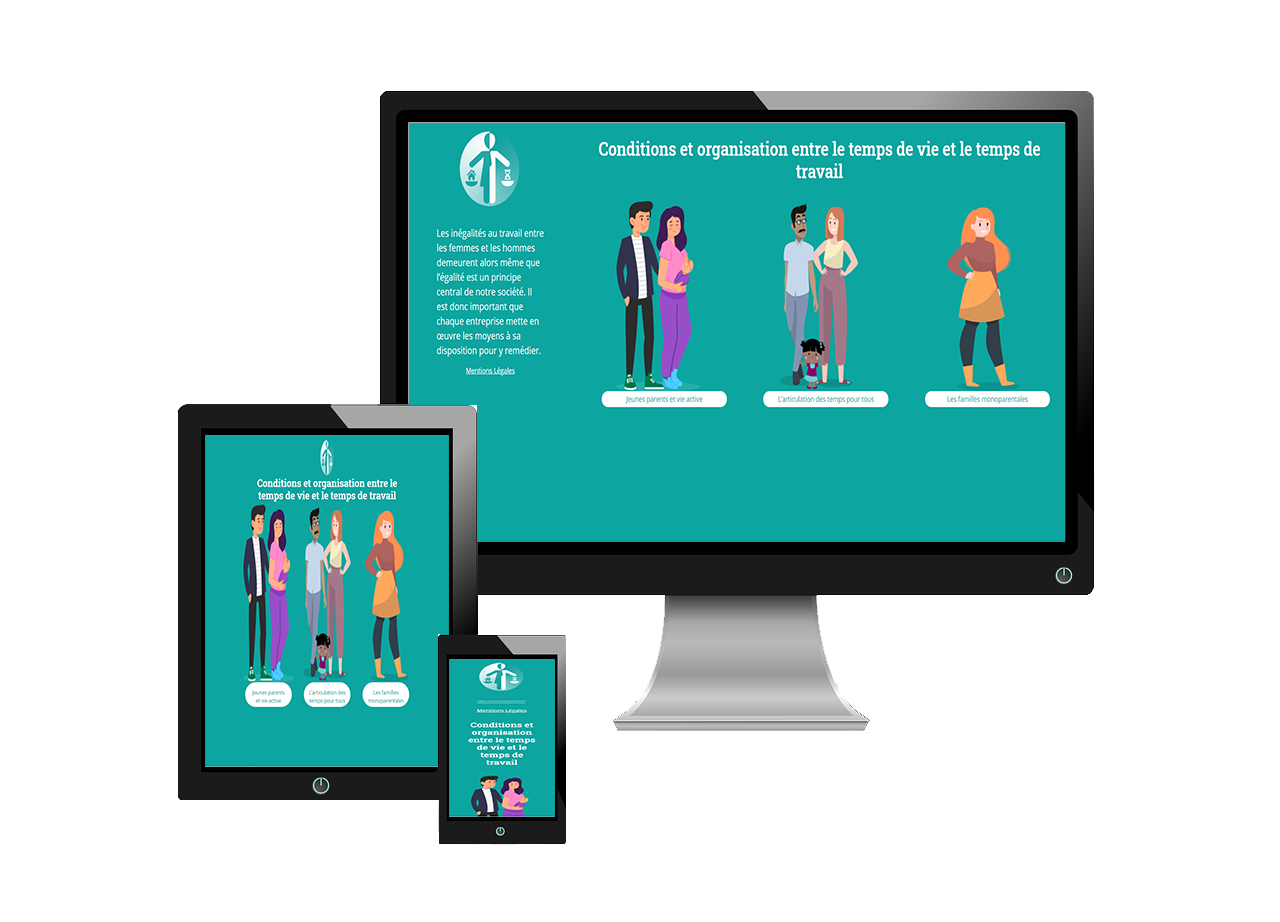 Conditions et organisation entre le temps de vie et le temps de
travail
Les inégalités au travail entre
les femmes et les hommes
demeurent alors même que
l'égalité est un principe
central de notre société. Il
est donc important que
chaque entreprise mette en
œuvre les moyens à sa
disposition pour y remédier.
Mentions Légales
Jeunes parents et vie active
L'articulation des temps pour tous
Les familles monoparentales
Conditions et organisation entre le
temps de vie et le temps de travail
Jeunes parents
et vie active
L'articulation des
temps pour tous
Les familles
monoparentales
Mentions Légales
Conditions et
organisation
entre le temps
de vie et le
temps de
travail